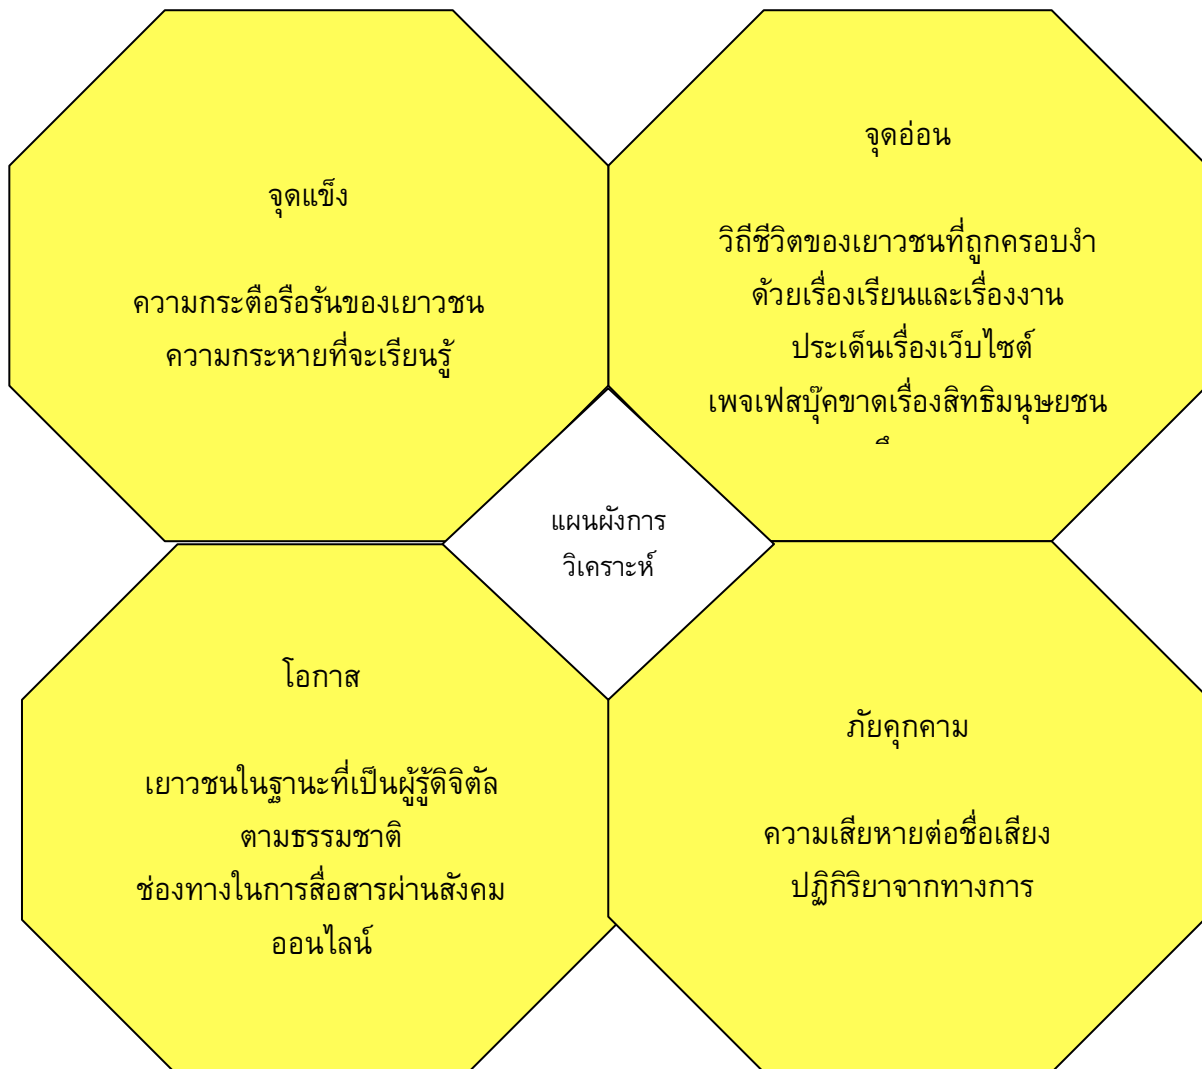 จุดแข็ง
ความกระตือรือร้นของเยาวชน
ความกระหายที่จะเรียนรู้
จุดอ่อน
วิถีชีวิตของเยาวชนที่ถูกครอบงำ
ด้วยเรื่องเรียนและเรื่องงาน
ประเด็นเรื่องเว็บไซต์
เพจเฟสบุ๊คขาดเรื่องสิทธิมนุษยชน
แผนผังการ
วิเคราะห์
โอกาส
เยาวชนในฐานะที่เป็นผู้รู้ดิจิตัล
ตามธรรมชาติ
ช่องทางในการสื่อสารผ่านสังคม
ออนไลน์
ภัยคุกคาม
ความเสียหายต่อชื่อเสียง
ปฏิกิริยาจากทางการ